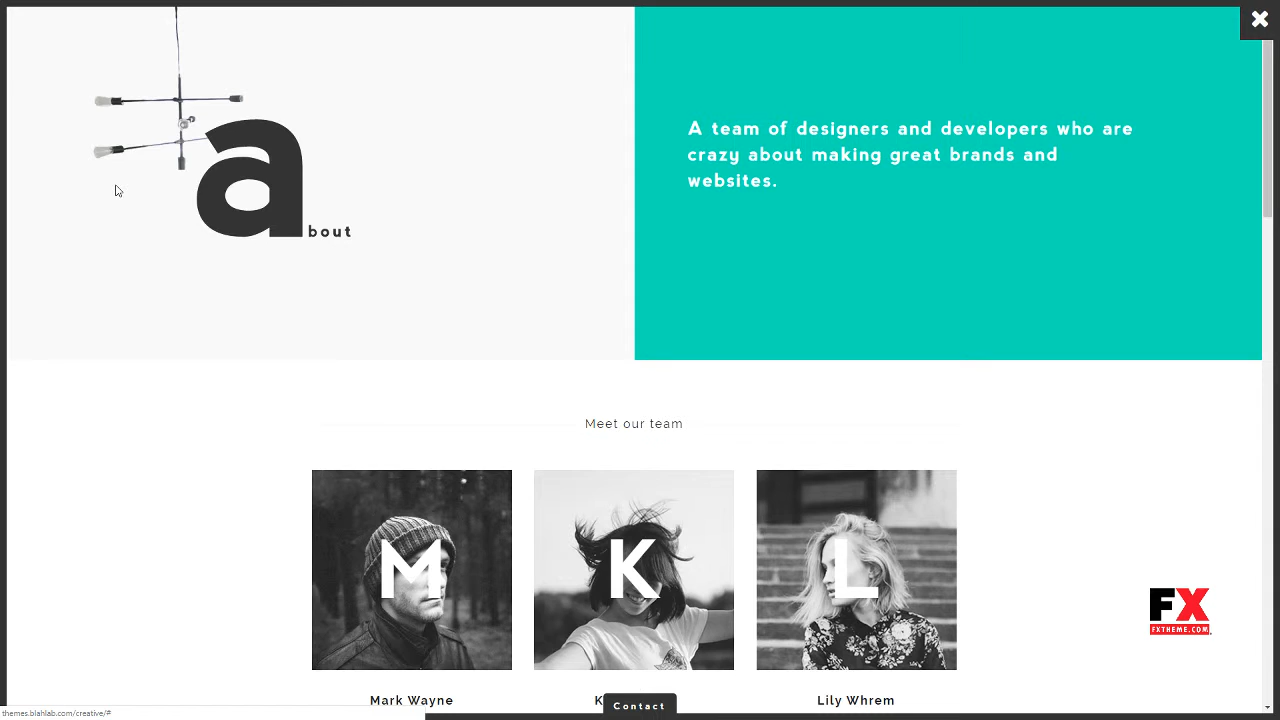 about
A team of designers and developers who are
crazy about making great brands and
websites.
Meet our team
M K L
FX
FXTHEME.COM
Mark Wayne
K
Lily Whrem
Contact
themes.blahlab.com/creative/#